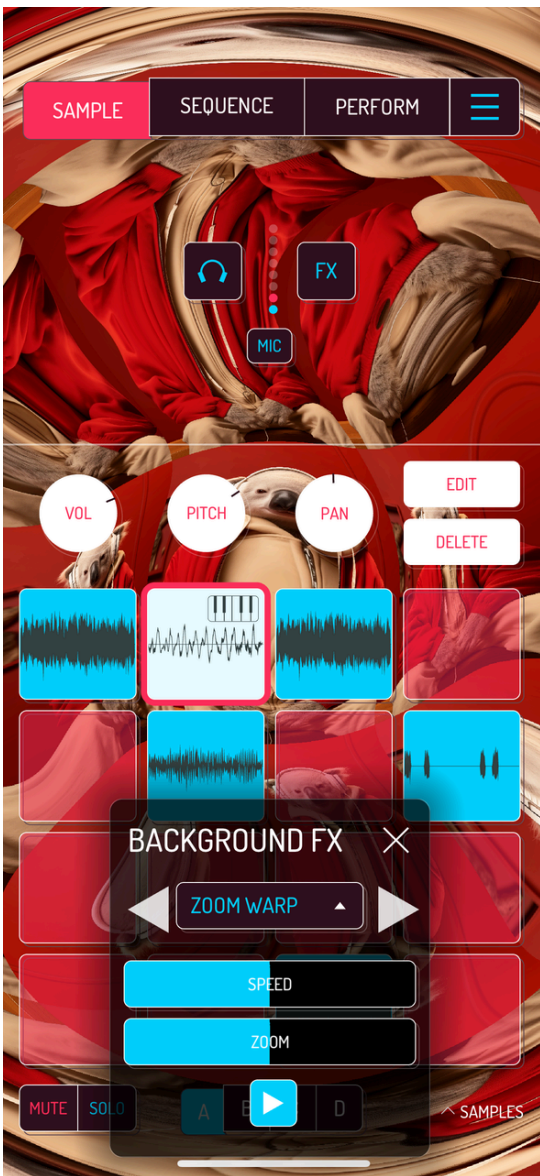 SAMPLE SEQUENCE PERFORM
FX
MIC
VOL PITCH PAN EDIT
DELETE
BACKGROUND FX
ZOOM WARP
SPEED
ZOOM
MUTE SOLO A B D SAMPLES